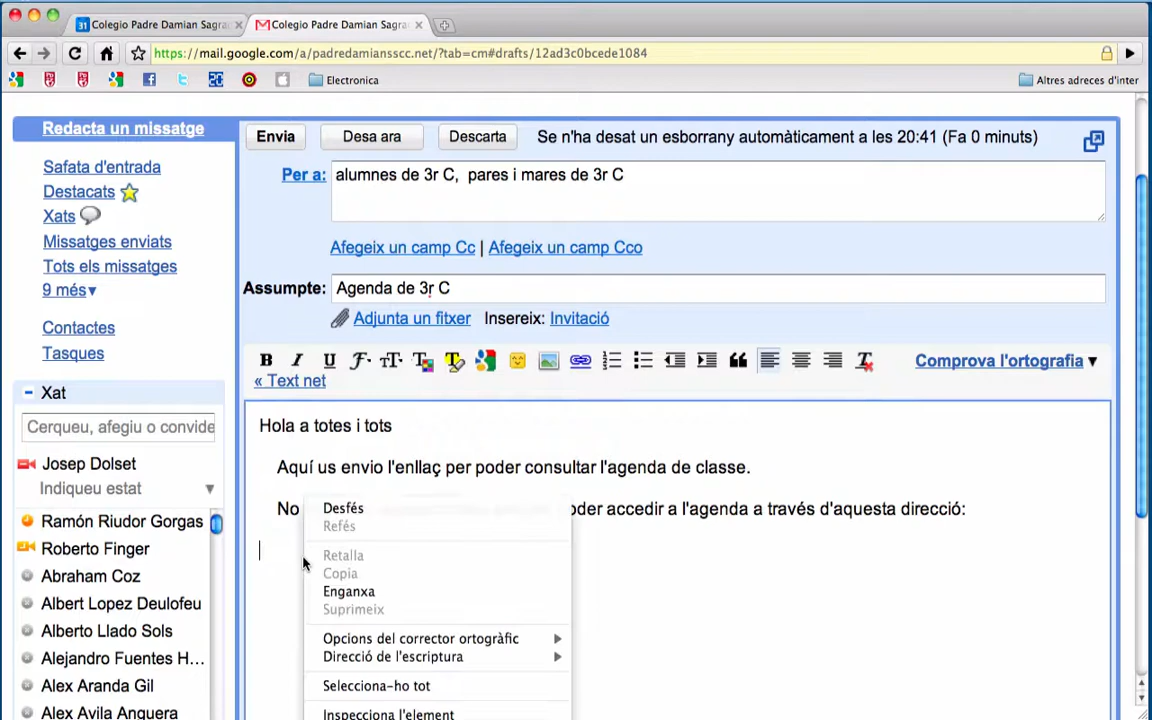 Colegio Padre Damian Sagra
Colegio Padre Damian Sagra
https://mail.google.com/a/padredamiansscc.net/?tab=cm#drafts/12ad3c0bcede1084
Electronica
Altres adreces d'inter
Redacta un missatge
Safata d'entrada
Destacats
Xats
Missatges enviats
Tots els missatges
9 més▾
Contactes
Tasques
Xat
Cerqueu, afegiu o convide
Josep Dolset
Indiqueu estat
Ramón Riudor Gorgas
Roberto Finger
Abraham Coz
Albert Lopez Deulofeu
Alberto Llado Sols
Alejandro Fuentes H...
Alex Aranda Gil
Alex Avila Anguera
Envia Desa ara Descarta Se n'ha desat un esborrany automàticament a les 20:41 (Fa 0 minuts)
Per a: alumnes de 3r C, pares i mares de 3r C
Afegeix un camp Cc | Afegeix un camp Cco
Assumpte: Agenda de 3r C
Adjunta un fitxer Insereix: Invitació
Comprova l'ortografia ▾
« Text net
Hola a totes i tots
Aquí us envio l'enllaç per poder consultar l'agenda de classe.
No oder accedir a l'agenda a través d'aquesta direcció:
Desfés
Refés
Retalla
Copia
Enganxa
Suprimeix
Opcions del corrector ortogràfic
Direcció de l'escriptura
Selecciona-ho tot
Inspecciona l'element